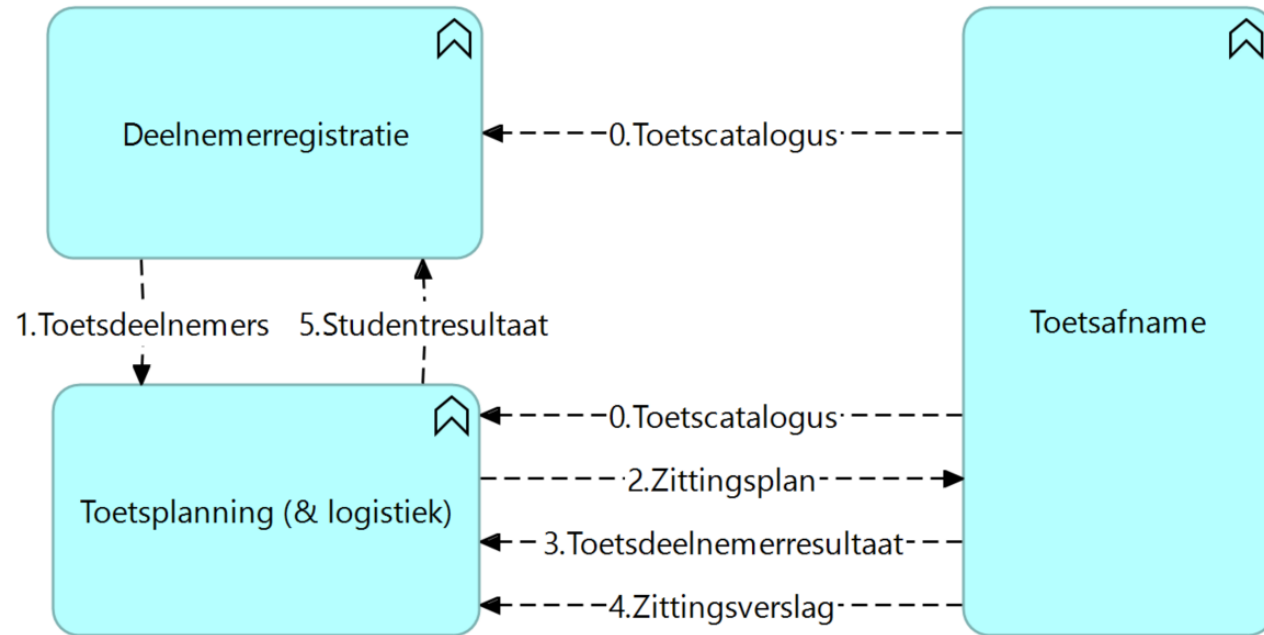 Deelnemerregistratie
0.Toetscatalogus
1.Toetsdeelnemers
5.Studentresultaat
Toetsafname
0.Toetscatalogus
2.Zittingsplan
Toetsplanning (& logistiek)
3.Toetsdeelnemerresultaat
4.Zittingsverslag